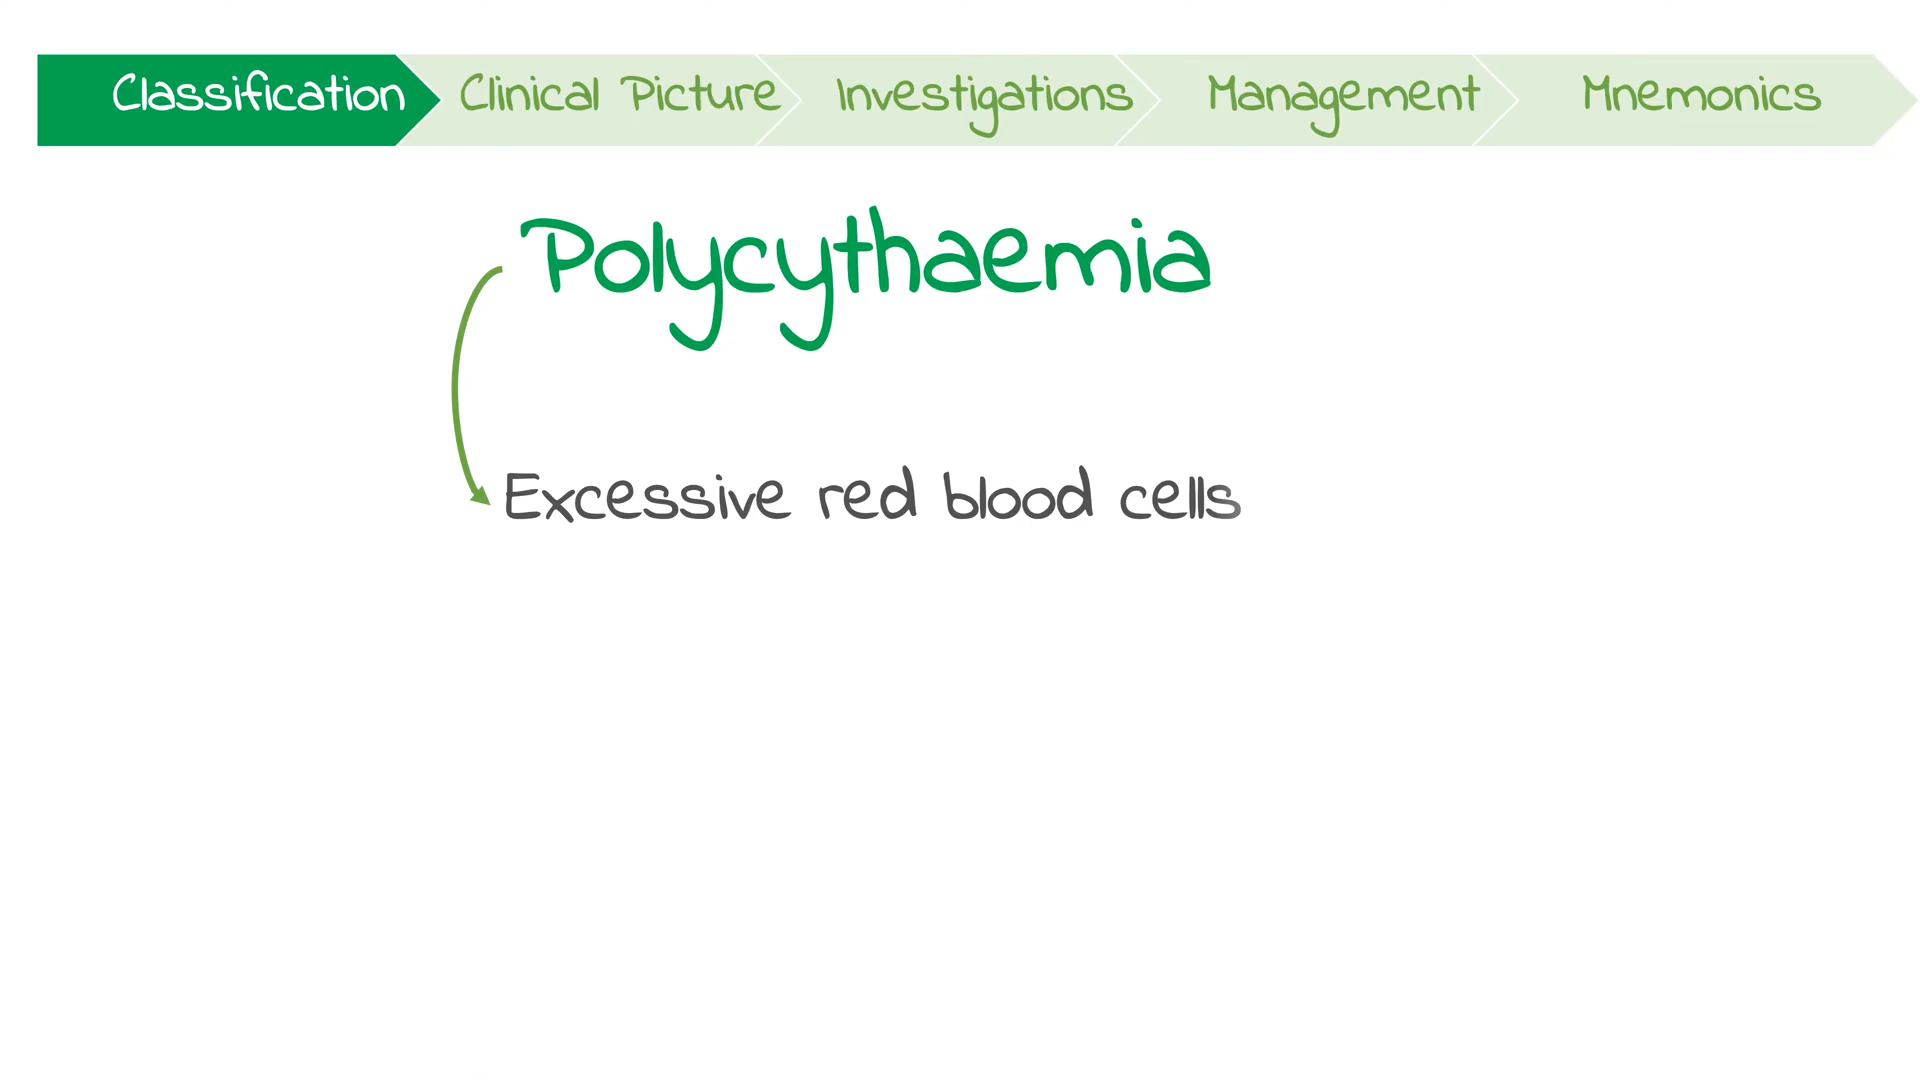 Classification Clinical Picture Investigations Management Mnemonics
Polycythaemia
Excessive red blood cells